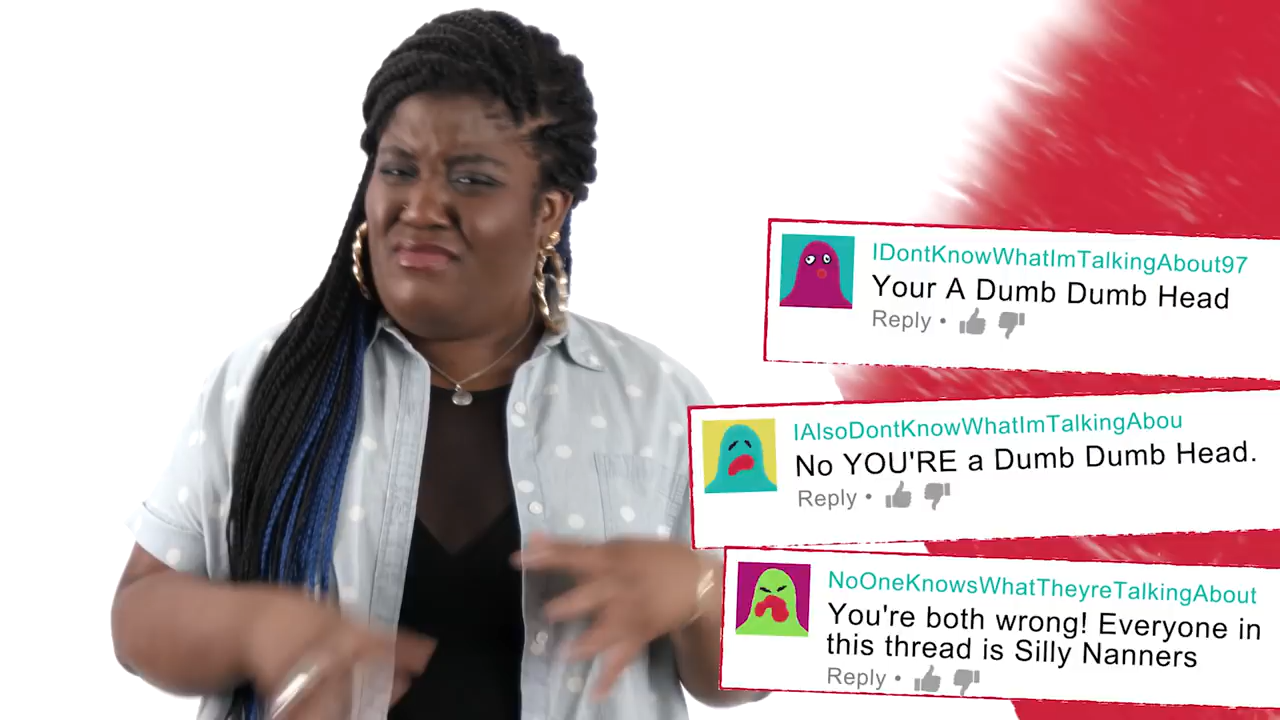 IDontKnowWhatImTalkingAbout97
Your A Dumb Dumb Head
Reply •
IAlsoDontKnowWhatImTalkingAbou
No YOU'RE a Dumb Dumb Head.
Reply •
NoOneKnowsWhatTheyreTalkingAbout
You're both wrong! Everyone in
this thread is Silly Nanners
Reply •